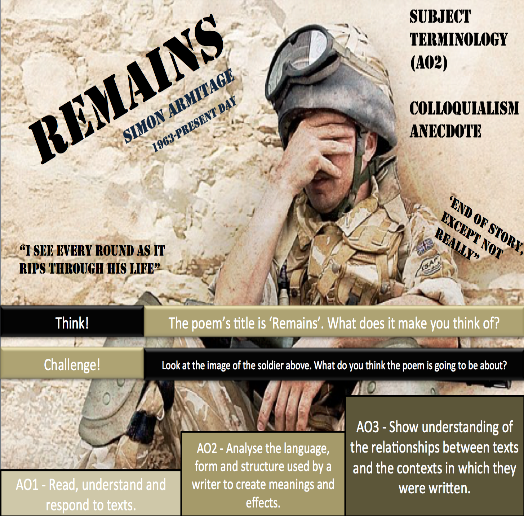 REMAINS
SIMON ARMITAGE
1963-PRESENT DAY
SUBJECT
TERMINOLOGY
(AO2)
COLLOQUIALISM
ANECDOTE
'END OF STORY,
EXCEPT NOT
REALLY"
"I SEE EVERY ROUND AS IT
RIPS THROUGH HIS LIFE"
Think!
The poem's title is 'Remains'. What does it make you think of?
Challenge!
Look at the image of the soldier above. What do you think the poem is going to be about?
AO1 - Read, understand and
respond to texts.
AO2 - Analyse the language,
form and structure used by a
writer to create meanings and
effects.
AO3 - Show understanding of
the relationships between texts
and the contexts in which they
were written.